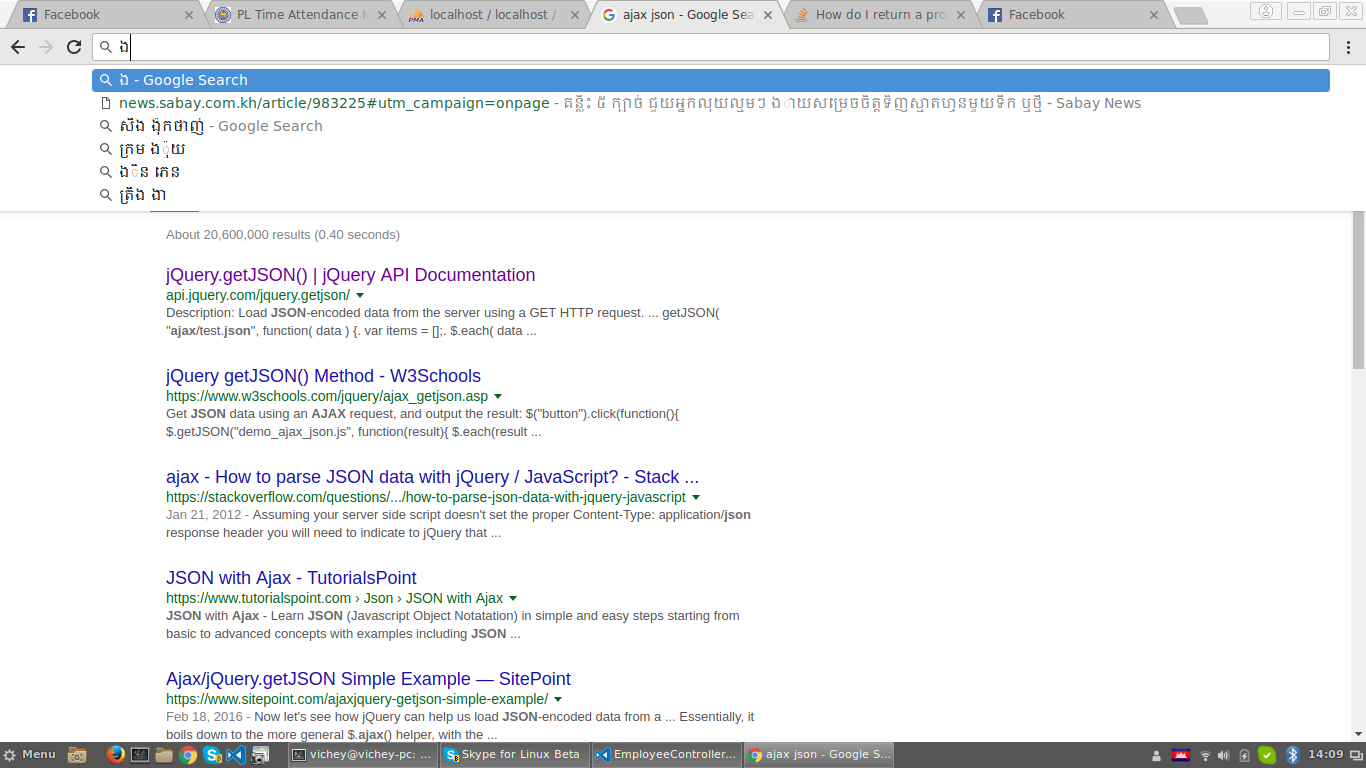 Facebook
PL Time Attendance M
localhost / localhost / p
ajax json - Google Sea
How do I return a pro
Facebook
ង
ង - Google Search
news.sabay.com.kh/article/983225#utm_campaign=onpage - គន្លឹះ ៥ ក្បាច់ ជួយអ្នកលុយល្មមៗ ងាយសម្រេចចិត្តទិញស្មាតហ្វូនមួយទឹក ឬថ្មី - Sabay News
សឹង ង៉ុកថាញ់ - Google Search
ក្រម ង៉ុយ
ងិន ភេន
ត្រឹង ងា
About 20,600,000 results (0.40 seconds)
jQuery.getJSON() | jQuery API Documentation
api.jquery.com/jquery.getjson/
Description: Load JSON-encoded data from the server using a GET HTTP request. ... getJSON(
"ajax/test.json", function( data ) {. var items = [];. $.each( data ...
jQuery getJSON() Method - W3Schools
https://www.w3schools.com/jquery/ajax_getjson.asp
Get JSON data using an AJAX request, and output the result: $("button").click(function(){
$.getJSON("demo_ajax_json.js", function(result){ $.each(result ...
ajax - How to parse JSON data with jQuery / JavaScript? - Stack ...
https://stackoverflow.com/questions/.../how-to-parse-json-data-with-jquery-javascript
Jan 21, 2012 - Assuming your server side script doesn't set the proper Content-Type: application/json
response header you will need to indicate to jQuery that ...
JSON with Ajax - TutorialsPoint
https://www.tutorialspoint.com › Json › JSON with Ajax
JSON with Ajax - Learn JSON (Javascript Object Notatation) in simple and easy steps starting from
basic to advanced concepts with examples including JSON ...
Ajax/jQuery.getJSON Simple Example — SitePoint
https://www.sitepoint.com/ajaxjquery-getjson-simple-example/
Feb 18, 2016 - Now let's see how jQuery can help us load JSON-encoded data from a ... Essentially, it
boils down to the more general $.ajax() helper, with the ...
Menu
vichey@vichey-pc: ...
Skype for Linux Beta
EmployeeController...
ajax json - Google S...
14:09